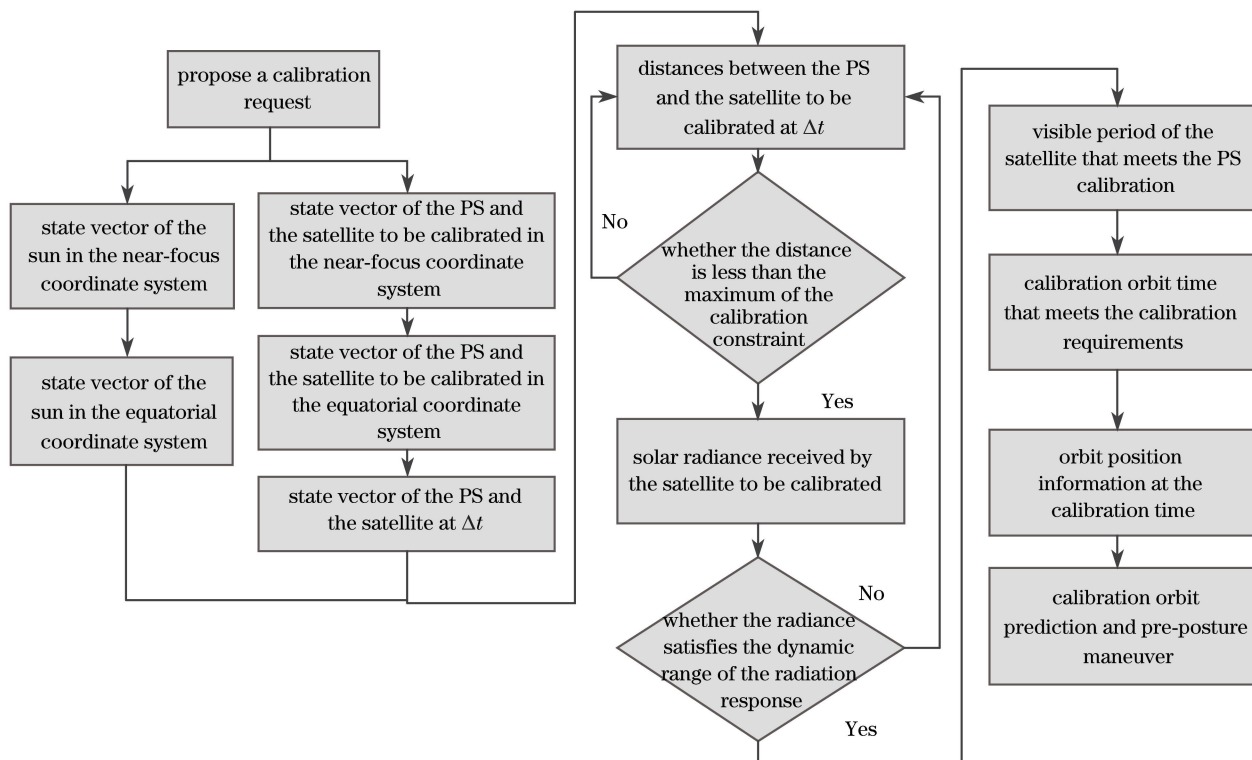 propose a calibration
request
state vector of the
sun in the near-focus
coordinate system
state vector of the
sun in the equatorial
coordinate system
state vector of the PS and
the satellite to be calibrated in
the near-focus coordinate
system
state vector of the PS and
the satellite to be calibrated in
the equatorial coordinate
system
state vector of the PS and
the satellite at Δt
distances between the PS
and the satellite to be
calibrated at Δt
No
whether the distance
is less than the
maximum of the
calibration
constraint
Yes
solar radiance received by
the satellite to be calibrated
No
whether the radiance
satisfies the dynamic
range of the radiation
response
Yes
visible period of the
satellite that meets the PS
calibration
calibration orbit time
that meets the calibration
requirements
orbit position
information at the
calibration time
calibration orbit
prediction and pre-posture
maneuver